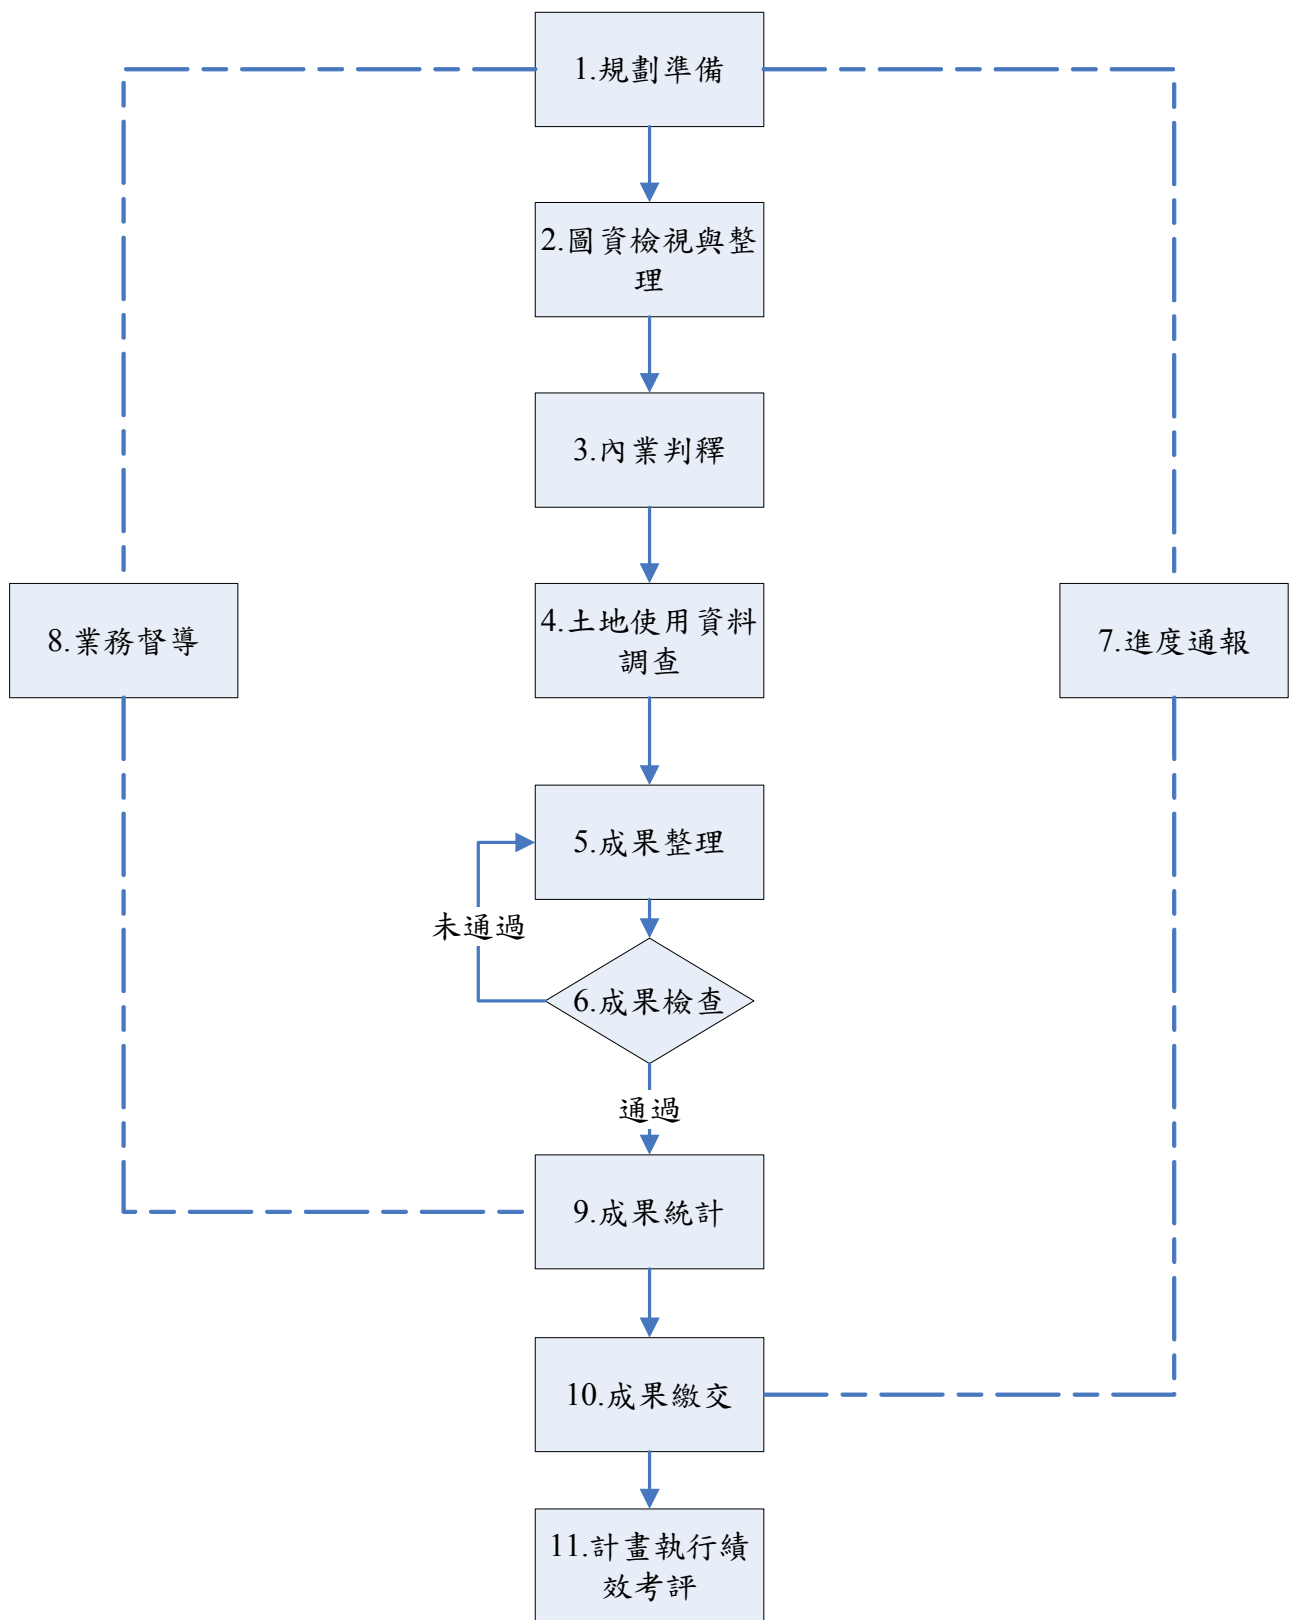 1.規劃準備
2.圖資檢視與整
理
3.內業判釋
4.土地使用資料
調查
8.業務督導
7.進度通報
5.成果整理
未通過
6.成果檢查
通過
9.成果統計
10.成果繳交
11.計畫執行績
效考評